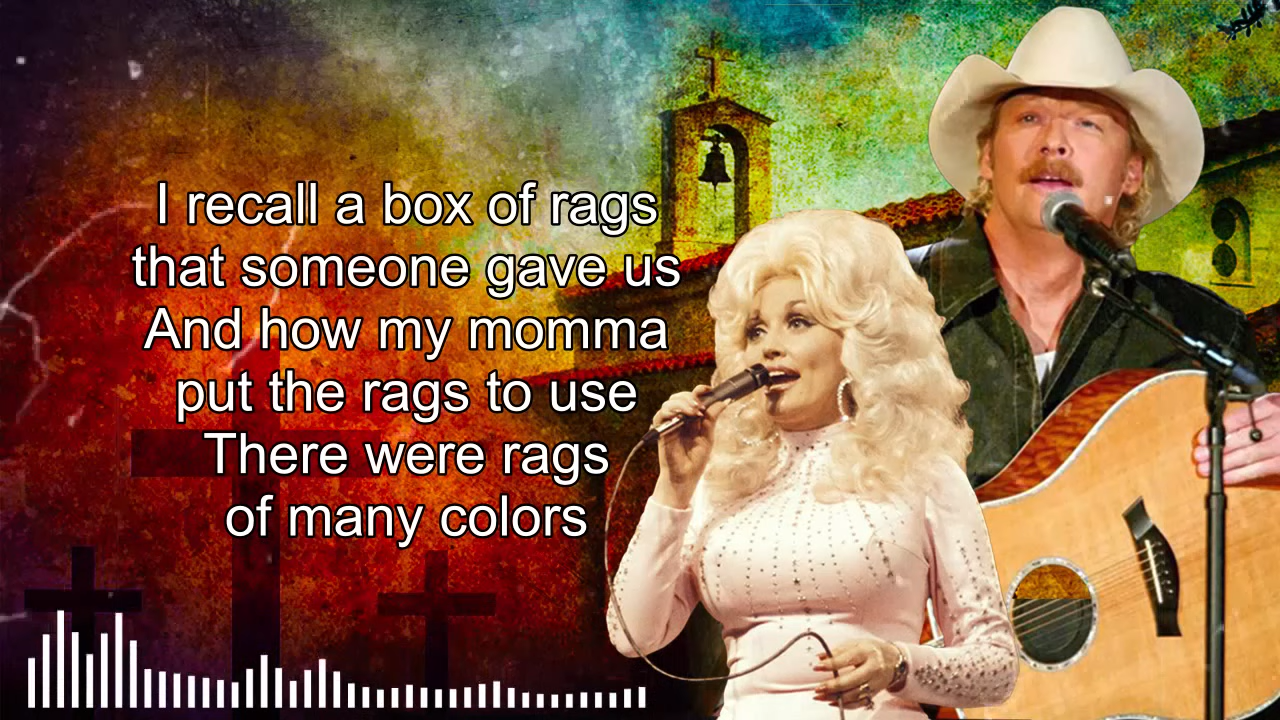 I recall a box of rags
that someone gave us
And how my momma
put the rags to use
There were rags
of many colors